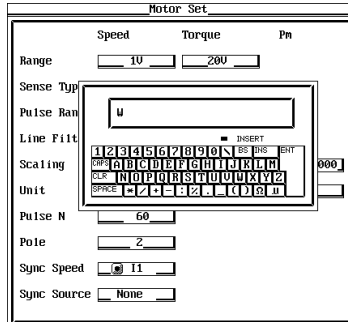 Motor Set
Speed Torque Pm
Range 1V 20V
Sense Typ
Pulse Ran
W
Line Filt
INSERT
1 2 3 4 5 6 7 8 9 0 \ BS INS ENT
Scaling CAPS A B C D E F G H I J K L M 000
CLR N O P Q R S T U V W X Y Z
Unit SPACE * / + - : % . _ ( ) Ω μ
Pulse N 60
Pole 2
Sync Speed I1
Sync Source None